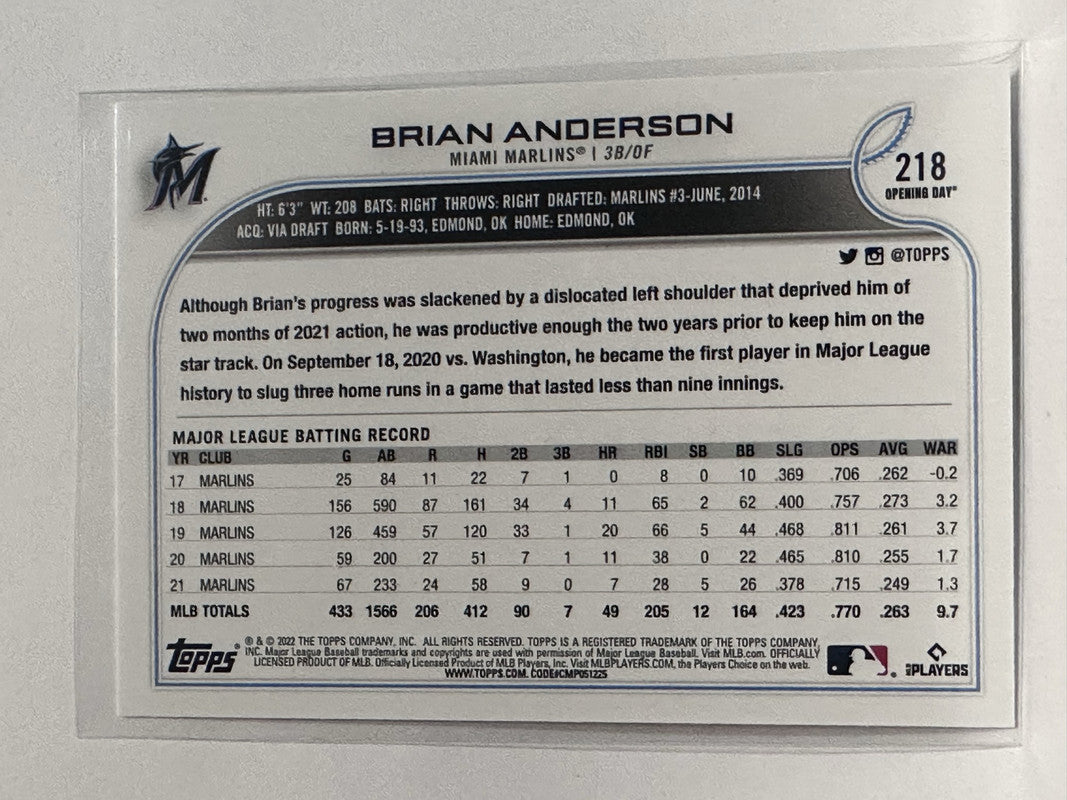 BRIAN ANDERSON
MIAMI MARLINS® | 3B/OF
M
218
OPENING DAY®
HT: 6'3" WT: 208 BATS: RIGHT THROWS: RIGHT DRAFTED: MARLINS #3-JUNE, 2014
ACQ: VIA DRAFT BORN: 5-19-93, EDMOND, OK HOME: EDMOND, OK
@TOPPS
Although Brian's progress was slackened by a dislocated left shoulder that deprived him of
two months of 2021 action, he was productive enough the two years prior to keep him on the
star track. On September 18, 2020 vs. Washington, he became the first player in Major League
history to slug three home runs in a game that lasted less than nine innings.
MAJOR LEAGUE BATTING RECORD
YR CLUB G AB R H 2B 3B HR RBI SB BB SLG OPS AVG WAR
17 MARLINS 25 84 11 22 7 1 0 8 0 10 .369 .706 .262 -0.2
18 MARLINS 156 590 87 161 34 4 11 65 2 62 .400 .757 .273 3.2
19 MARLINS 126 459 57 120 33 1 20 66 5 44 .468 .811 .261 3.7
20 MARLINS 59 200 27 51 7 1 11 38 0 22 .465 .810 .255 1.7
21 MARLINS 67 233 24 58 9 0 7 28 5 26 .378 .715 .249 1.3
MLB TOTALS 433 1566 206 412 90 7 49 205 12 164 .423 .770 .263 9.7
Topps®
® & © 2022 THE TOPPS COMPANY, INC. ALL RIGHTS RESERVED. TOPPS IS A REGISTERED TRADEMARK OF THE TOPPS COMPANY,
INC. Major League Baseball trademarks and copyrights are used with permission of Major League Baseball. Visit MLB.com. OFFICIALLY
LICENSED PRODUCT OF MLB. Officially Licensed Product of MLB Players, Inc. Visit MLBPLAYERS.COM, the Players Choice on the web.
WWW.TOPPS.COM. CODE#CMP051225
PLAYERS